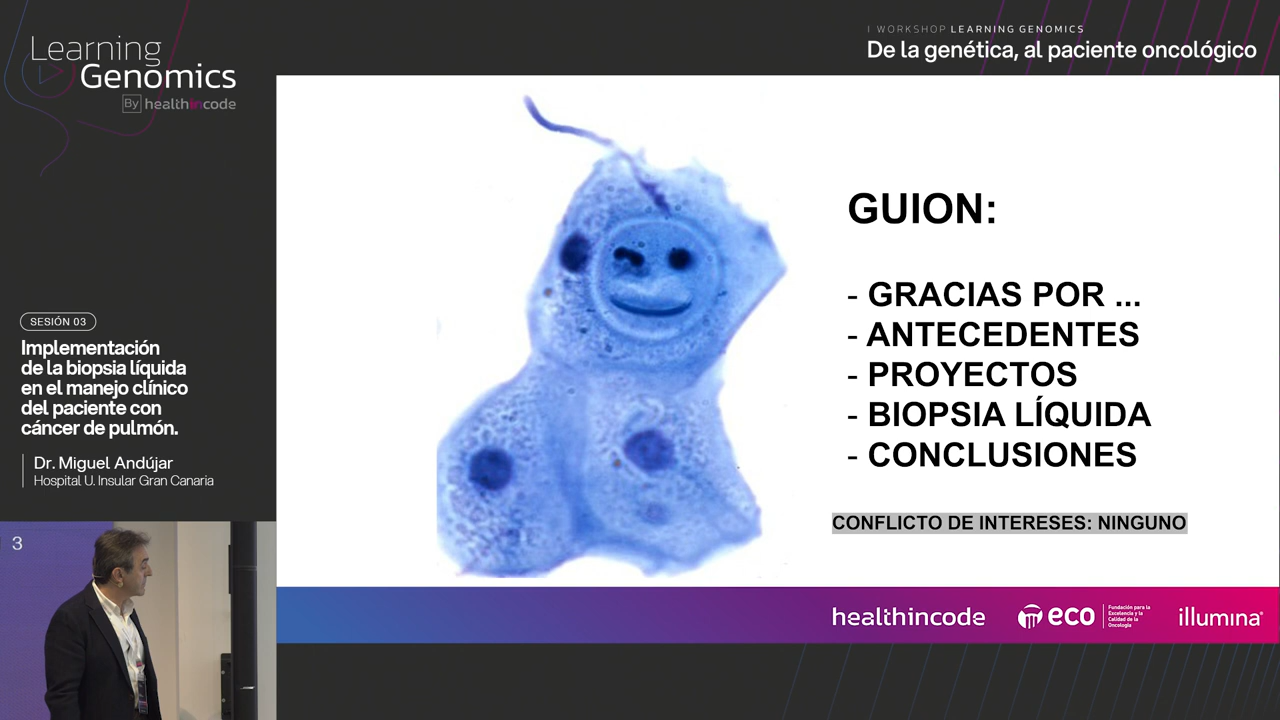 Learning
Genomics
By healthincode
I WORKSHOP LEARNING GENOMICS
De la genética, al paciente oncológico
GUION:
- GRACIAS POR ...
- ANTECEDENTES
- PROYECTOS
- BIOPSIA LÍQUIDA
- CONCLUSIONES
CONFLICTO DE INTERESES: NINGUNO
SESIÓN 03
Implementación
de la biopsia líquida
en el manejo clínico
del paciente con
cáncer de pulmón.
Dr. Miguel Andújar
Hospital U. Insular Gran Canaria
3
healthincode
eco
Fundación para la
Excelencia y la
Calidad de la
Oncología
illumina®